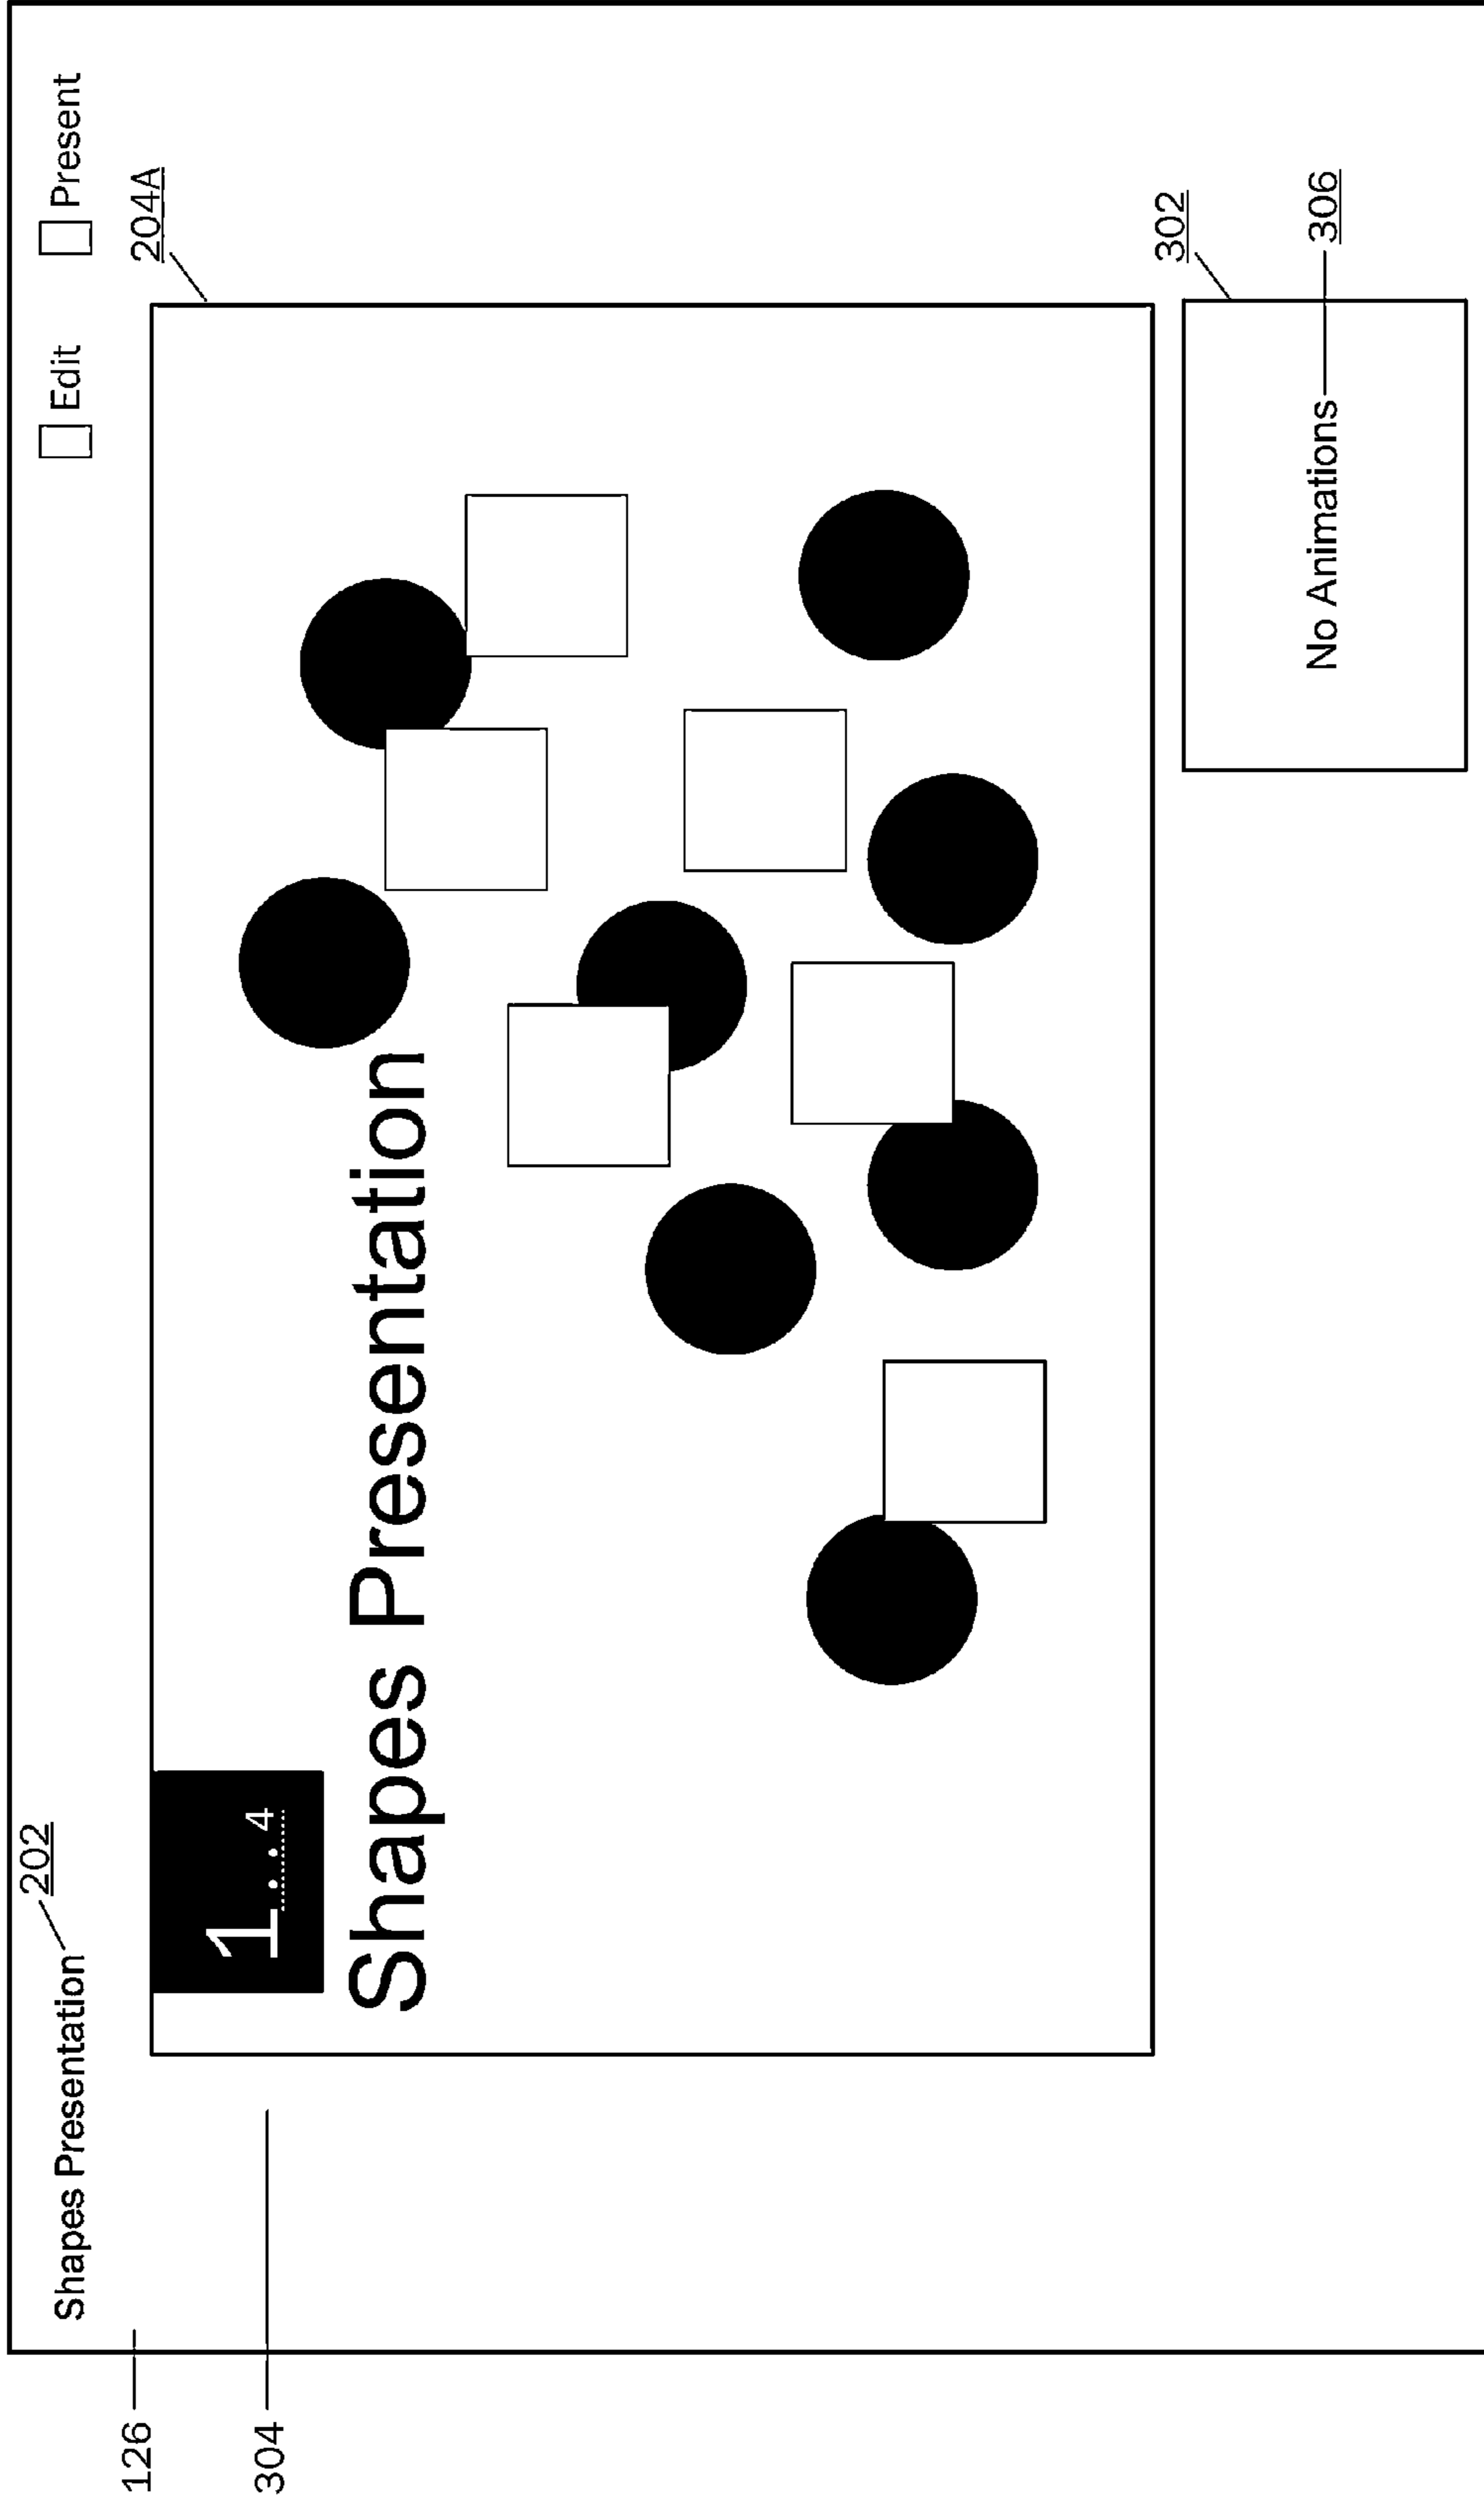 Shapes Presentation
202
Edit
Present
126
204A
304
1....4
Shapes Presentation
302
No Animations
306